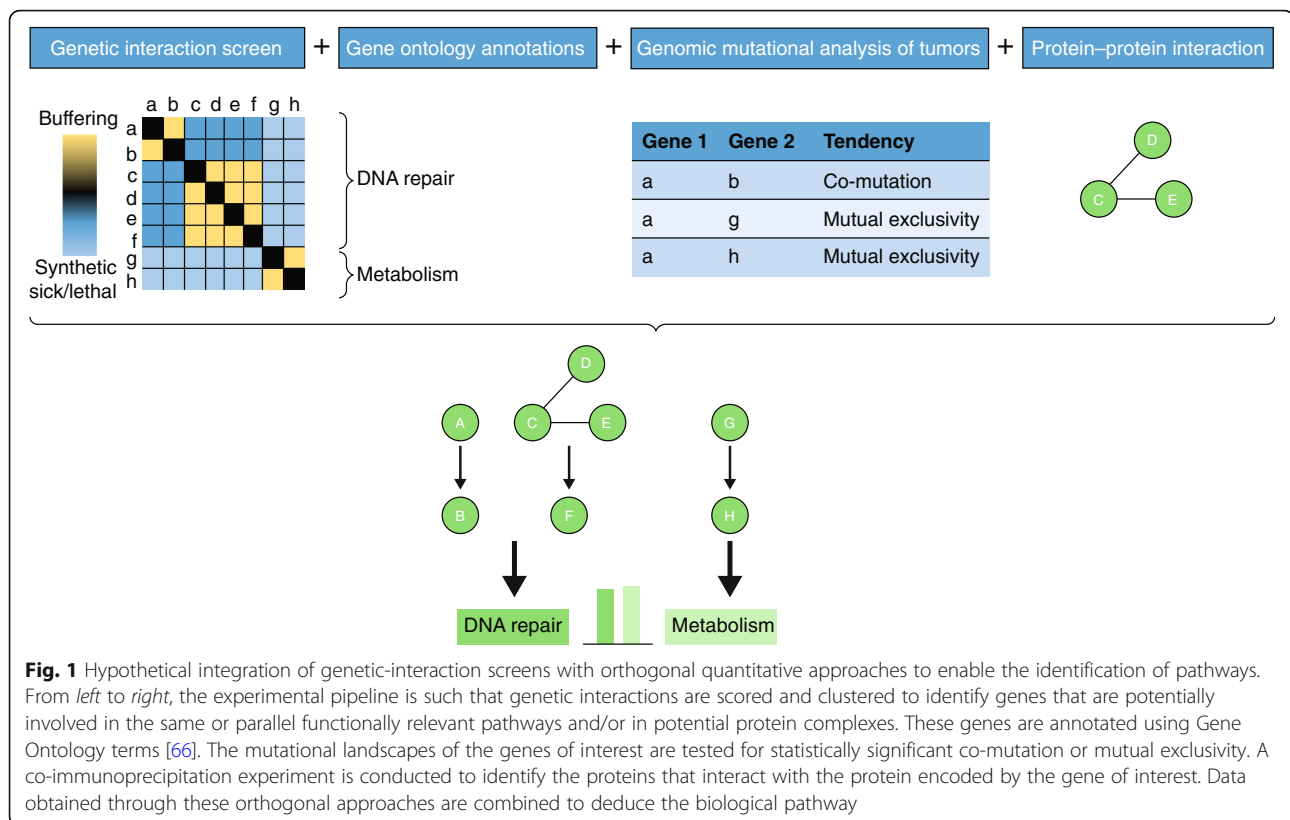 Genetic interaction screen + Gene ontology annotations + Genomic mutational analysis of tumors + Protein–protein interaction
a b c d e f g h
Buffering
Synthetic
sick/lethal
a
b
c
d
e
f
g
h
DNA repair
Metabolism
Gene 1 Gene 2 Tendency
a b Co-mutation
a g Mutual exclusivity
a h Mutual exclusivity
D
C E
D
A C E G
B F H
DNA repair Metabolism
Fig. 1 Hypothetical integration of genetic-interaction screens with orthogonal quantitative approaches to enable the identification of pathways.
From left to right, the experimental pipeline is such that genetic interactions are scored and clustered to identify genes that are potentially
involved in the same or parallel functionally relevant pathways and/or in potential protein complexes. These genes are annotated using Gene
Ontology terms [66]. The mutational landscapes of the genes of interest are tested for statistically significant co-mutation or mutual exclusivity. A
co-immunoprecipitation experiment is conducted to identify the proteins that interact with the protein encoded by the gene of interest. Data
obtained through these orthogonal approaches are combined to deduce the biological pathway